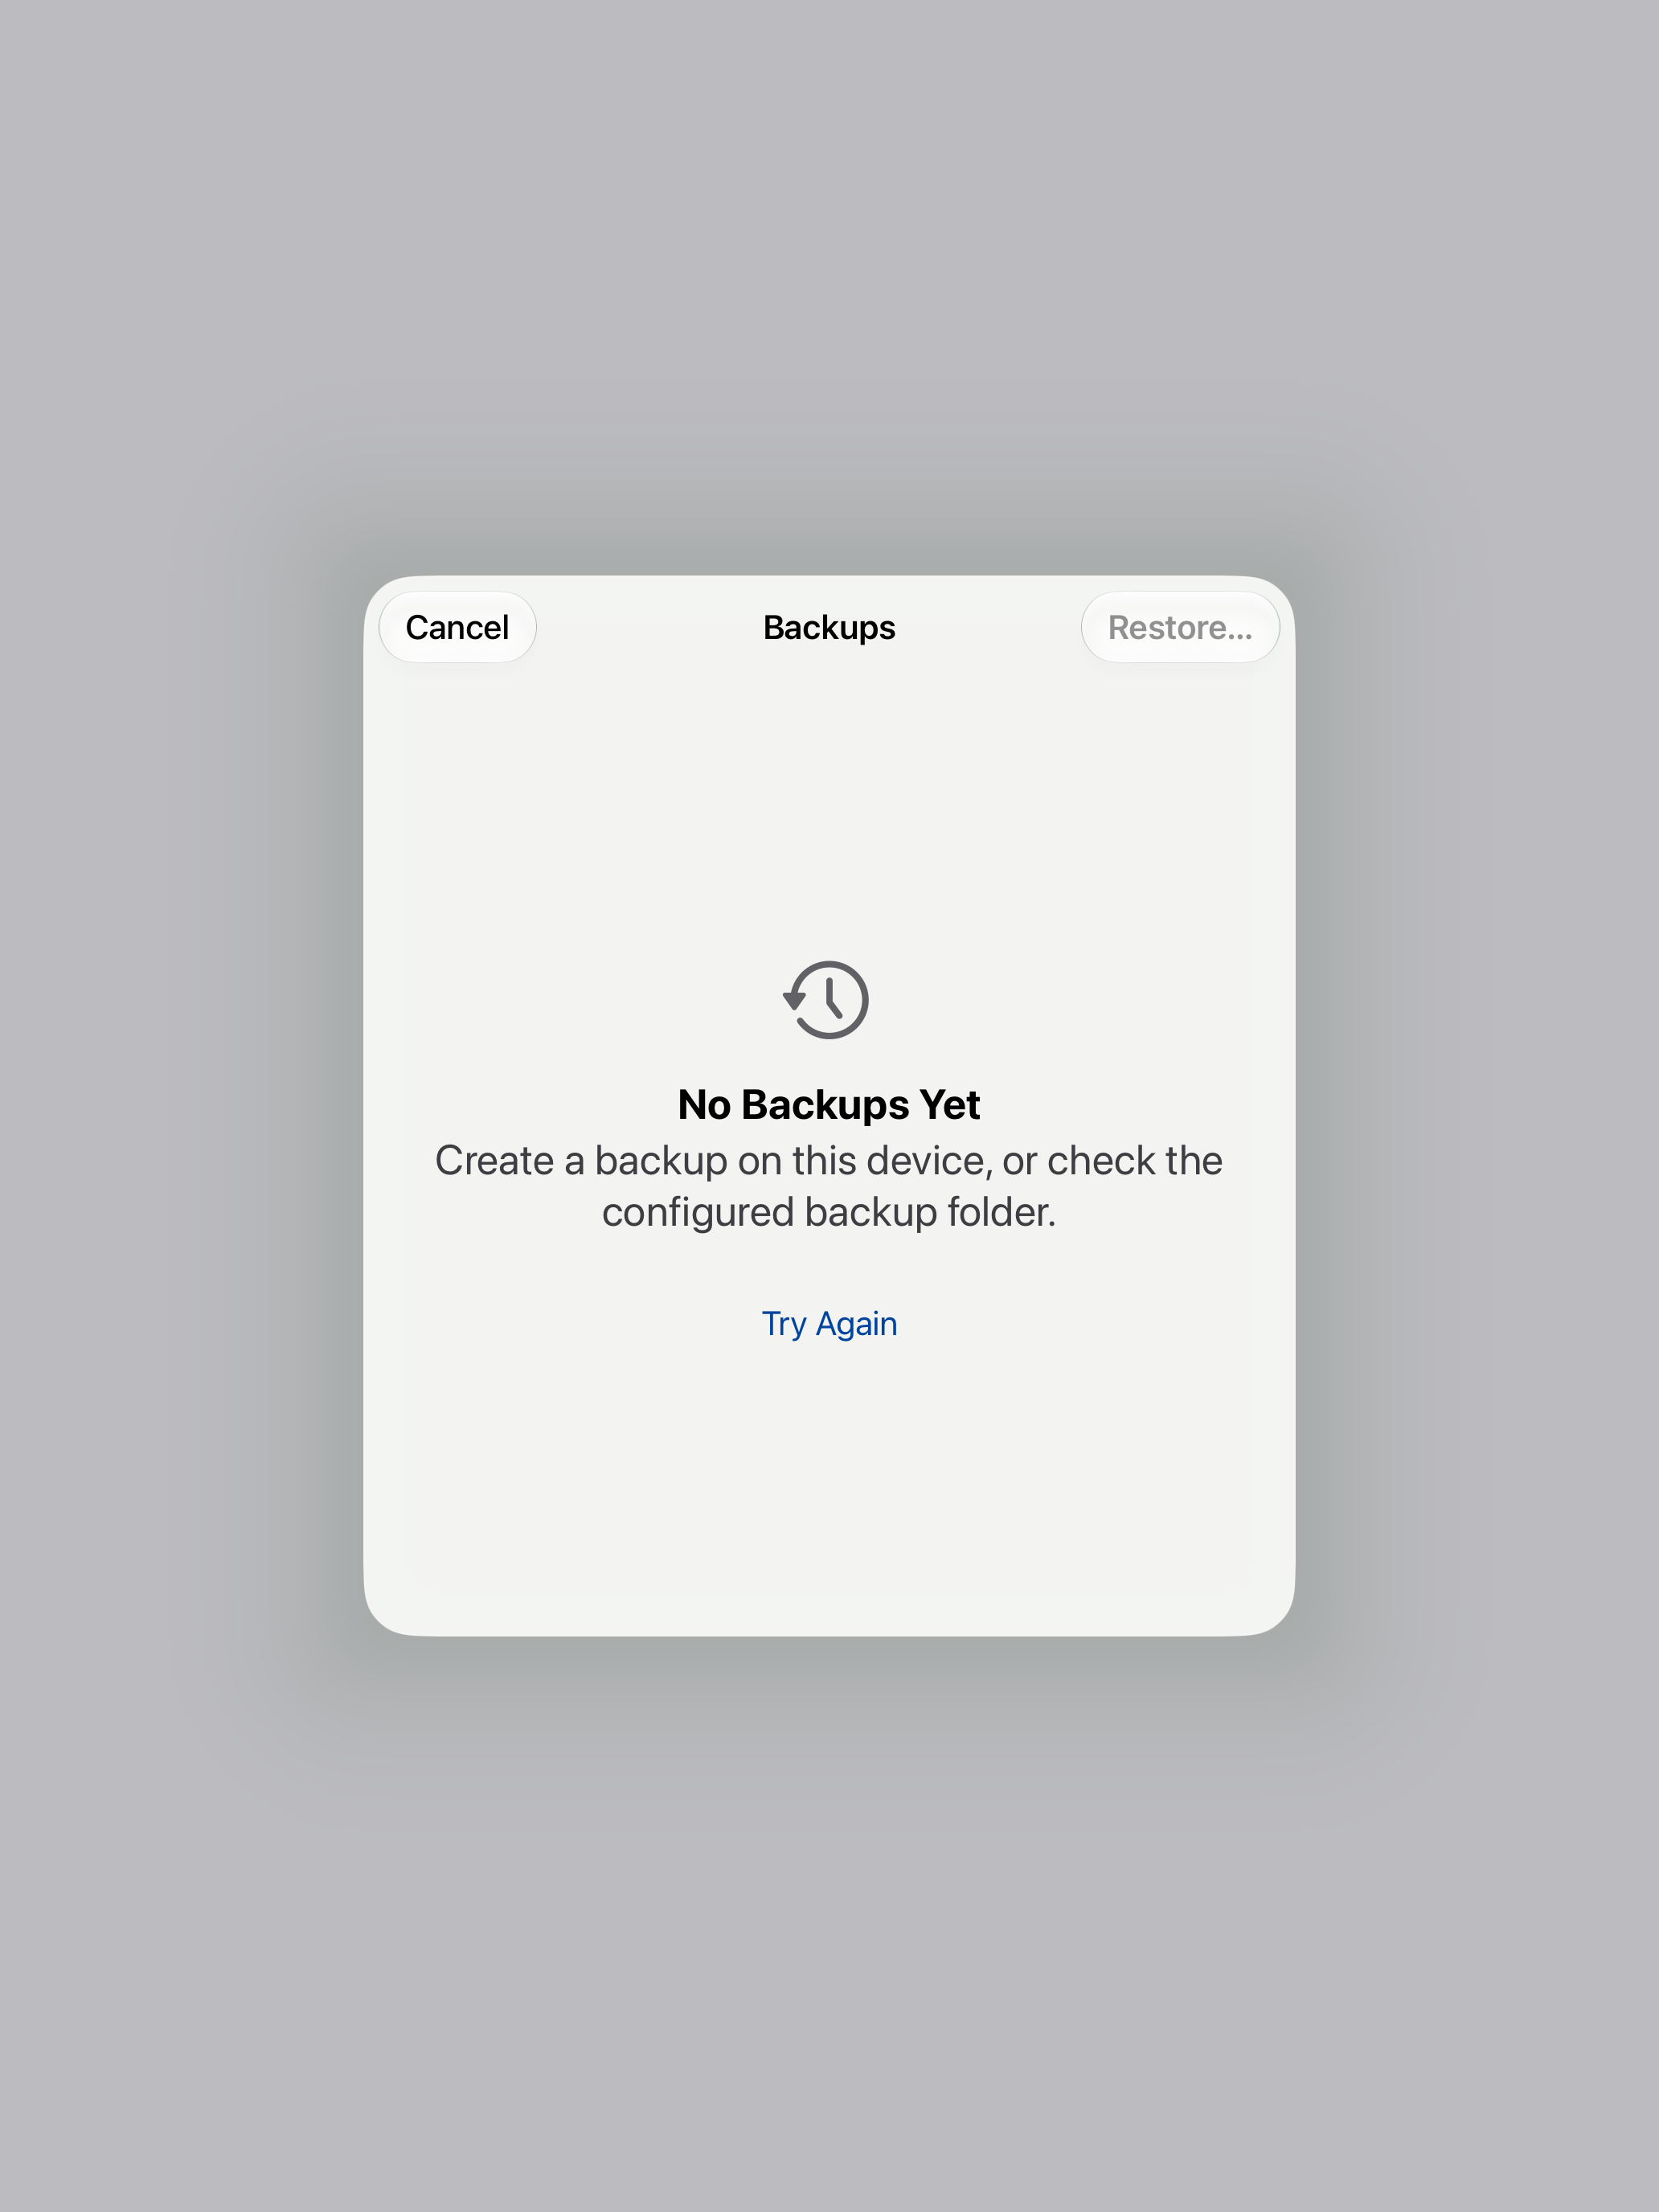 Cancel
Backups
Restore...
No Backups Yet
Create a backup on this device, or check the
configured backup folder.
Try Again